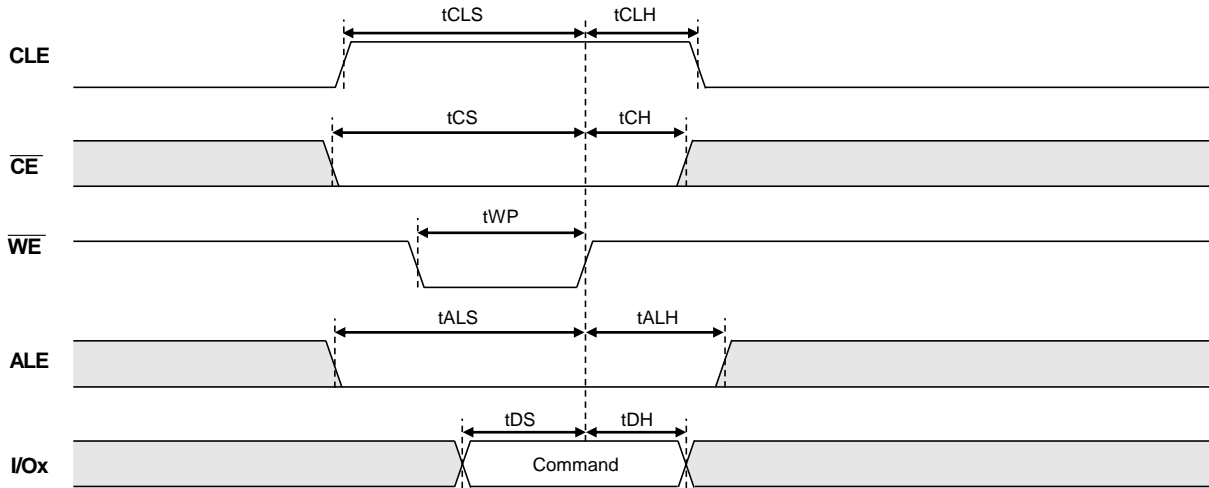 tCLS tCLH
CLE
tCS tCH
CE
tWP
WE
tALS tALH
ALE
tDS tDH
I/Ox Command